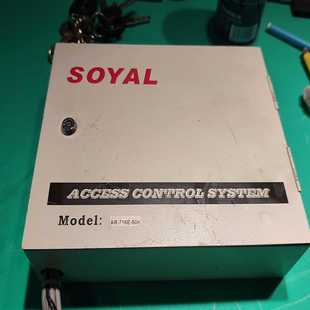 SOYAL
ACCESS CONTROL SYSTEM
Model: